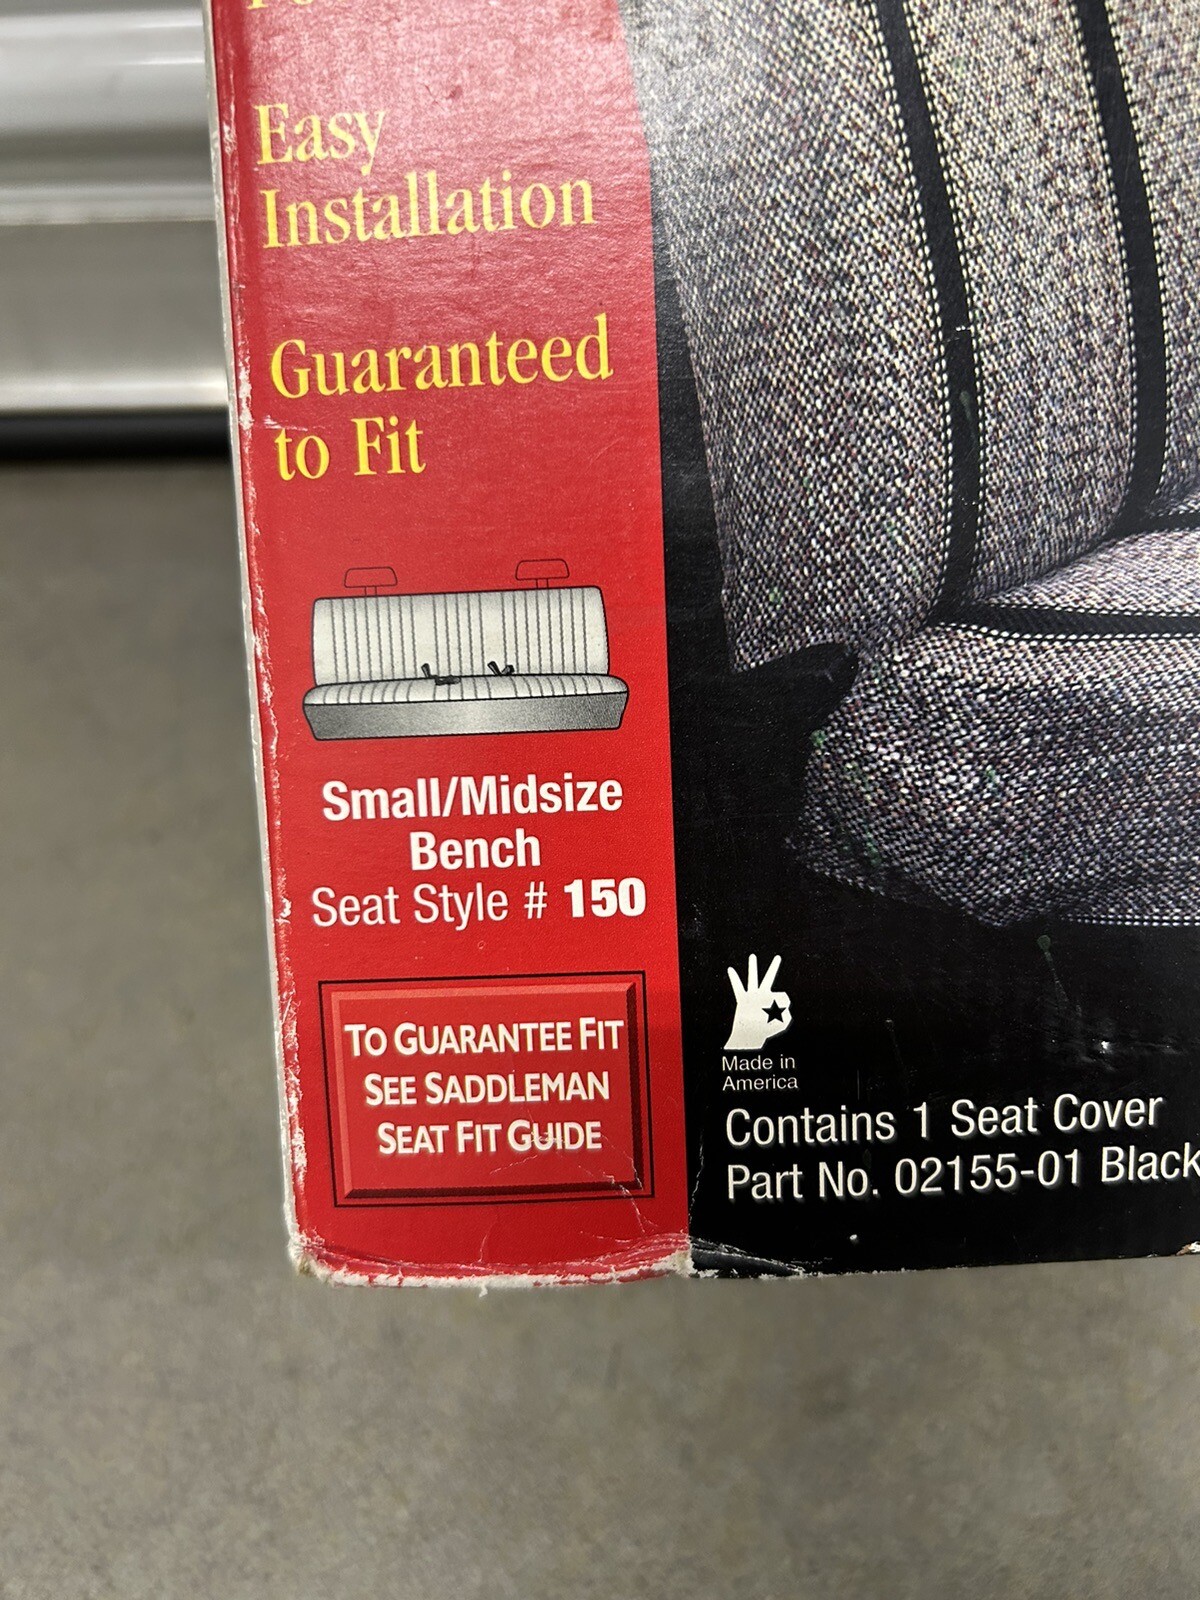 Easy
Installation
Guaranteed
to Fit
Small/Midsize
Bench
Seat Style # 150
TO GUARANTEE FIT
SEE SADDLEMAN
SEAT FIT GUIDE
Made in
America
Contains 1 Seat Cover
Part No. 02155-01 Black